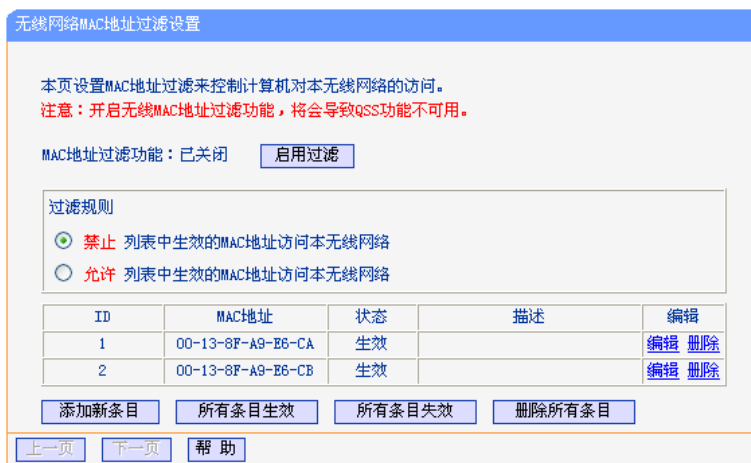 无线网络MAC地址过滤设置
本页设置MAC地址过滤来控制计算机对本无线网络的访问。
注意：开启无线MAC地址过滤功能，将会导致QSS功能不可用。
MAC地址过滤功能：已关闭 启用过滤
过滤规则
禁止 列表中生效的MAC地址访问本无线网络
允许 列表中生效的MAC地址访问本无线网络
ID MAC地址 状态 描述 编辑
1 00-13-8F-A9-E6-CA 生效 编辑 删除
2 00-13-8F-A9-E6-CB 生效 编辑 删除
添加新条目 所有条目生效 所有条目失效 删除所有条目
上一页 下一页 帮 助